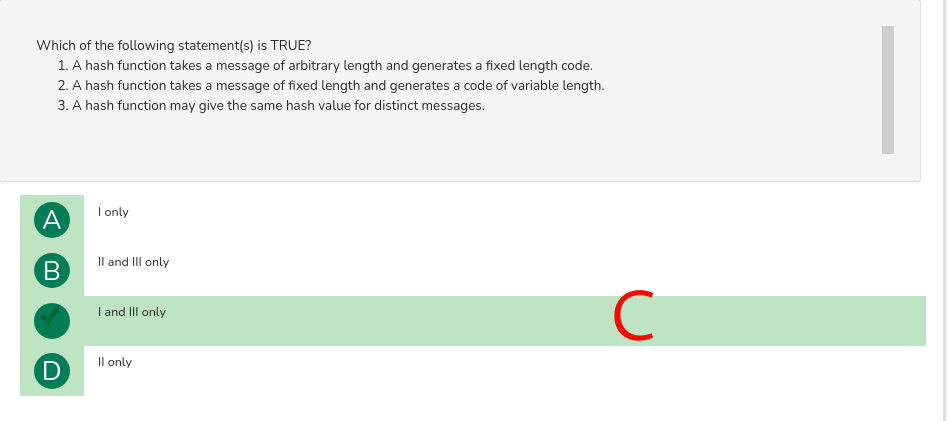 Which of the following statement(s) is TRUE?
1. A hash function takes a message of arbitrary length and generates a fixed length code.
2. A hash function takes a message of fixed length and generates a code of variable length.
3. A hash function may give the same hash value for distinct messages.
A I only
B II and III only
I and III only C
D II only